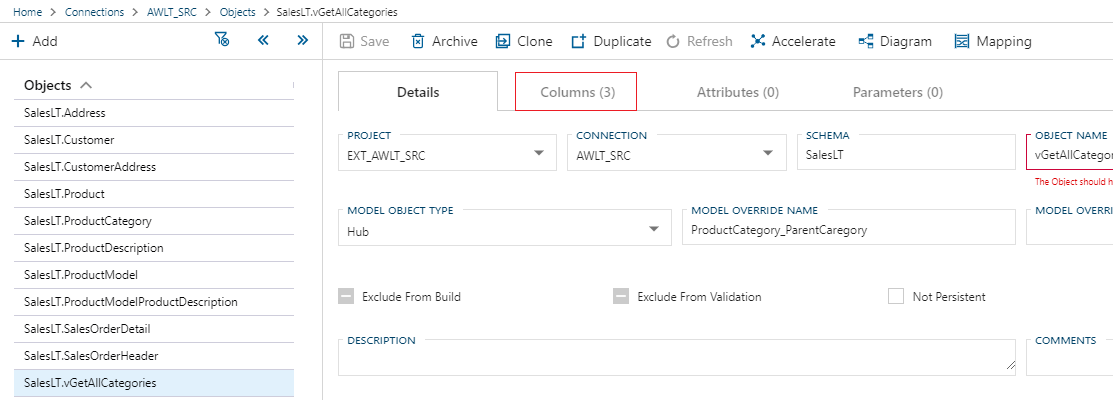 Home > Connections > AWLT_SRC > Objects > SalesLT.vGetAllCategories
Add
Save Archive Clone Duplicate Refresh Accelerate Diagram Mapping
Objects
SalesLT.Address
SalesLT.Customer
SalesLT.CustomerAddress
SalesLT.Product
SalesLT.ProductCategory
SalesLT.ProductDescription
SalesLT.ProductModel
SalesLT.ProductModelProductDescription
SalesLT.SalesOrderDetail
SalesLT.SalesOrderHeader
SalesLT.vGetAllCategories
Details Columns (3) Attributes (0) Parameters (0)
PROJECT CONNECTION SCHEMA OBJECT NAME
EXT_AWLT_SRC AWLT_SRC SalesLT vGetAllCategor
The Object should h
MODEL OBJECT TYPE MODEL OVERRIDE NAME MODEL OVERRI
Hub ProductCategory_ParentCaregory
Exclude From Build Exclude From Validation Not Persistent
DESCRIPTION COMMENTS